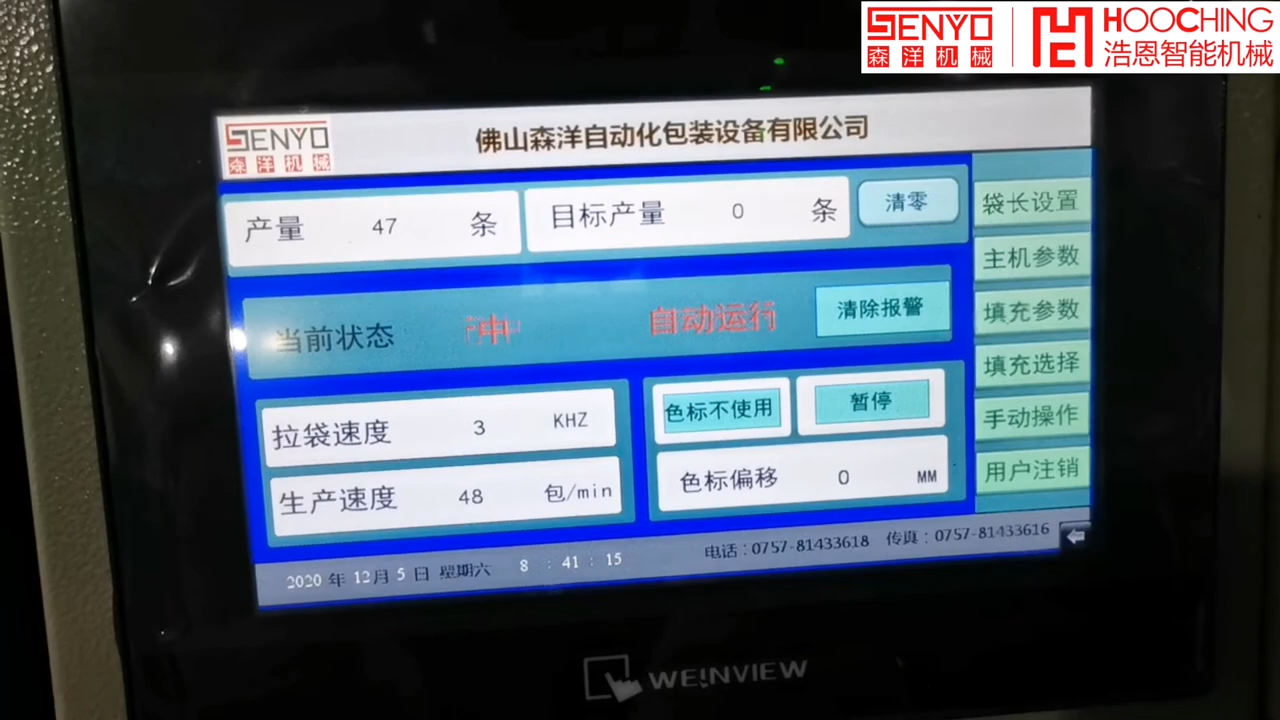 SENYO
森洋机械
HOOCHING
浩恩智能机械
SENYO
森洋机械
佛山森洋自动化包装设备有限公司
产量 47 条
目标产量 0 条
清零
袋长设置
主机参数
填充参数
填充选择
手动操作
用户注销
当前状态
自动运行
清除报警
拉袋速度 3 KHZ
色标不使用
暂停
生产速度 48 包/min
色标偏移 0 MM
2020 年 12月 5 日 星期六 8 : 41 : 15
电话：0757-81433618 传真：0757-81433616
WEINVIEW